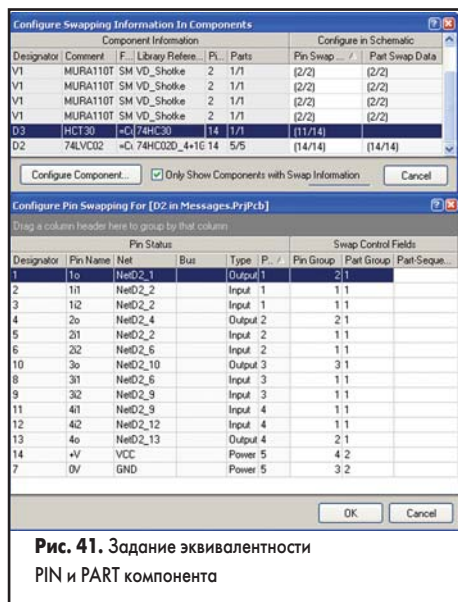 Configure Swapping Information In Components
Component Information Configure in Schematic
Designator Comment F... Library Refere... Pi... Parts Pin Swap ... Part Swap Data
V1 MURA110T SM VD_Shotke 2 1/1 (2/2) (2/2)
V1 MURA110T SM VD_Shotke 2 1/1 (2/2) (2/2)
V1 MURA110T SM VD_Shotke 2 1/1 (2/2) (2/2)
V1 MURA110T SM VD_Shotke 2 1/1 (2/2) (2/2)
D3 HCT30 =Ci 74HC30 14 1/1 (11/14)
D2 74LVC02 =Ci 74HC02D_4+1G 14 5/5 (14/14) (14/14)
Configure Component... Only Show Components with Swap Information Cancel
Configure Pin Swapping For [D2 in Messages.PrjPcb]
Drag a column header here to group by that column
Pin Status Swap Control Fields
Designator Pin Name Net Bus Type P... Pin Group Part Group Part-Seque...
1 1o NetD2_1 Output 1 2 1
2 1i1 NetD2_2 Input 1 1 1
3 1i2 NetD2_2 Input 1 1 1
4 2o NetD2_4 Output 2 2 1
5 2i1 NetD2_2 Input 2 1 1
6 2i2 NetD2_6 Input 2 1 1
10 3o NetD2_10 Output 3 3 1
8 3i1 NetD2_6 Input 3 1 1
9 3i2 NetD2_9 Input 3 1 1
11 4i1 NetD2_9 Input 4 1 1
12 4i2 NetD2_12 Input 4 1 1
13 4o NetD2_13 Output 4 2 1
14 +V VCC Power 5 4 2
7 0V GND Power 5 3 2
OK Cancel
Рис. 41. Задание эквивалентности
PIN и PART компонента